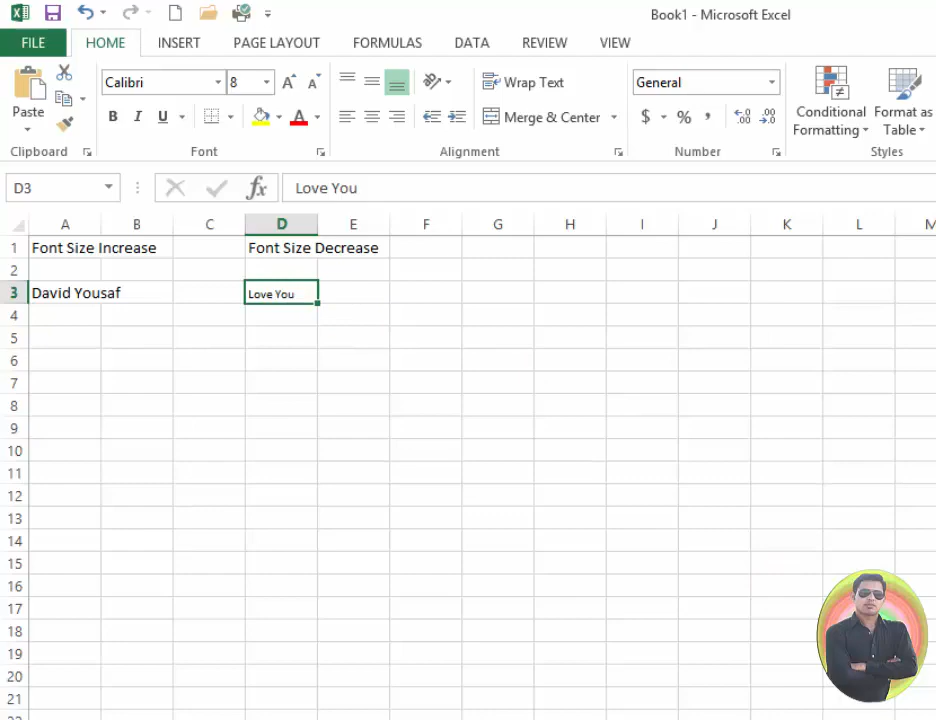 Book1 - Microsoft Excel
FILE HOME INSERT PAGE LAYOUT FORMULAS DATA REVIEW VIEW
Calibri 8 A A Wrap Text General
Paste B I U A Merge & Center $ % , Conditional Formatting Format as Table
Clipboard Font Alignment Number Styles
D3 fx Love You
A B C D E F G H I J K L M
1 Font Size Increase Font Size Decrease
2
3 David Yousaf Love You
4
5
6
7
8
9
10
11
12
13
14
15
16
17
18
19
20
21